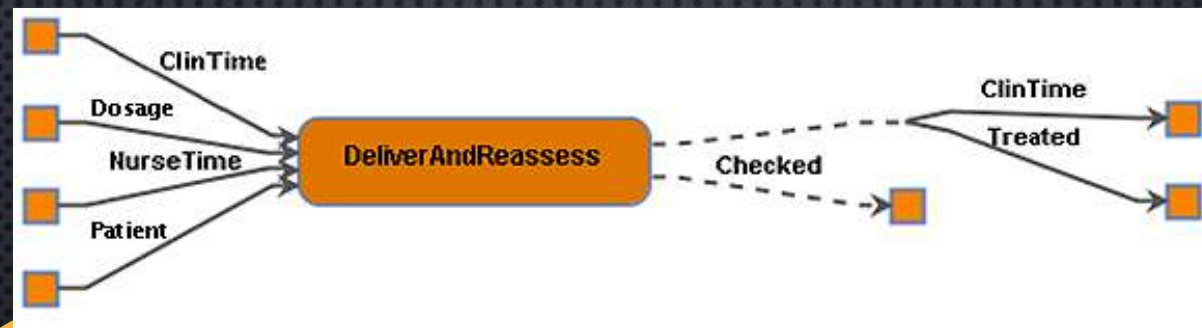 ClinTime
Dosage
NurseTime
Patient
DeliverAndReassess
Checked
ClinTime
Treated